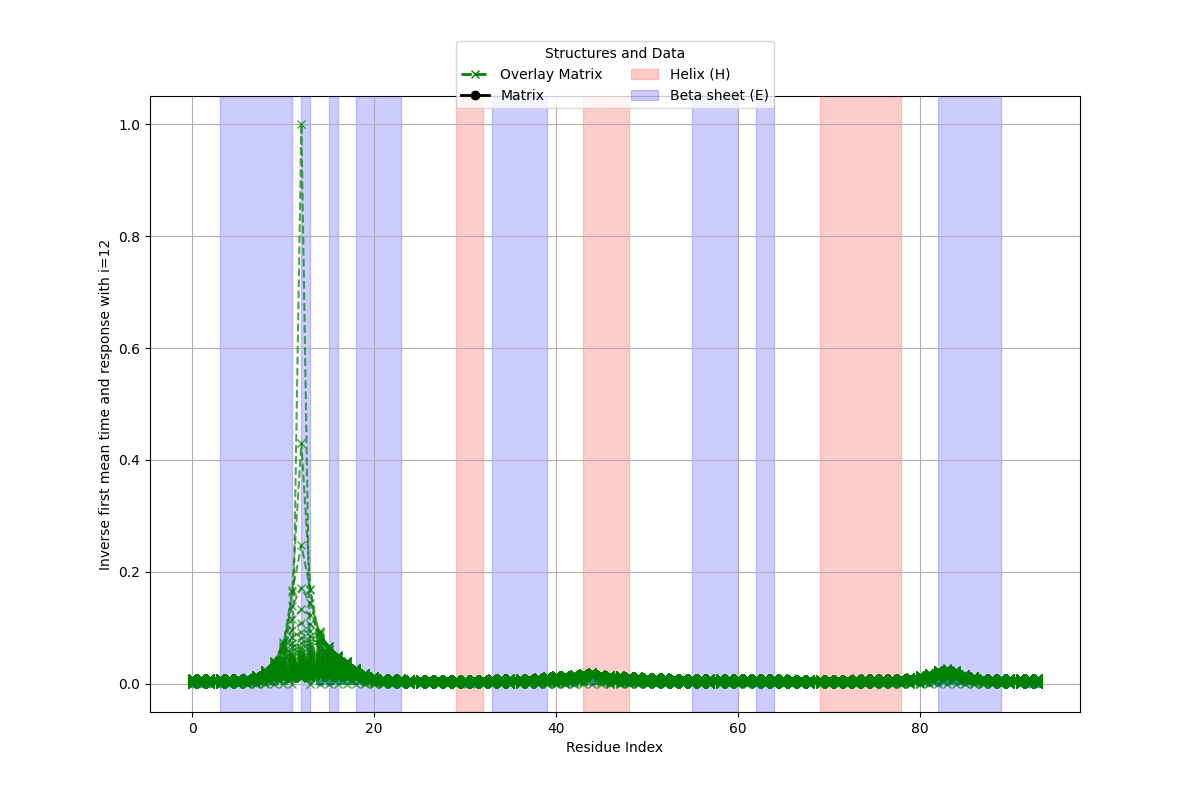 Structures and Data
Overlay Matrix
Helix (H)
Matrix
Beta sheet (E)
1.0
0.8
0.6
0.4
0.2
0.0
Inverse first mean time and response with i=12
0
20
40
60
80
Residue Index